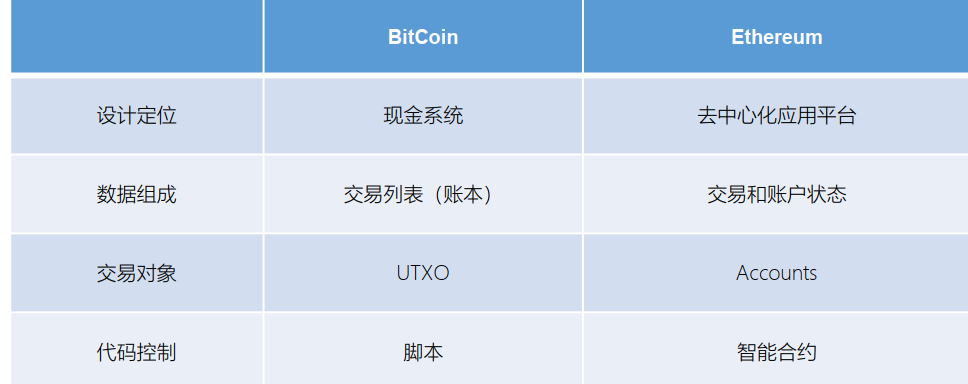 BitCoin Ethereum
设计定位 现金系统 去中心化应用平台
数据组成 交易列表（账本） 交易和账户状态
交易对象 UTXO Accounts
代码控制 脚本 智能合约